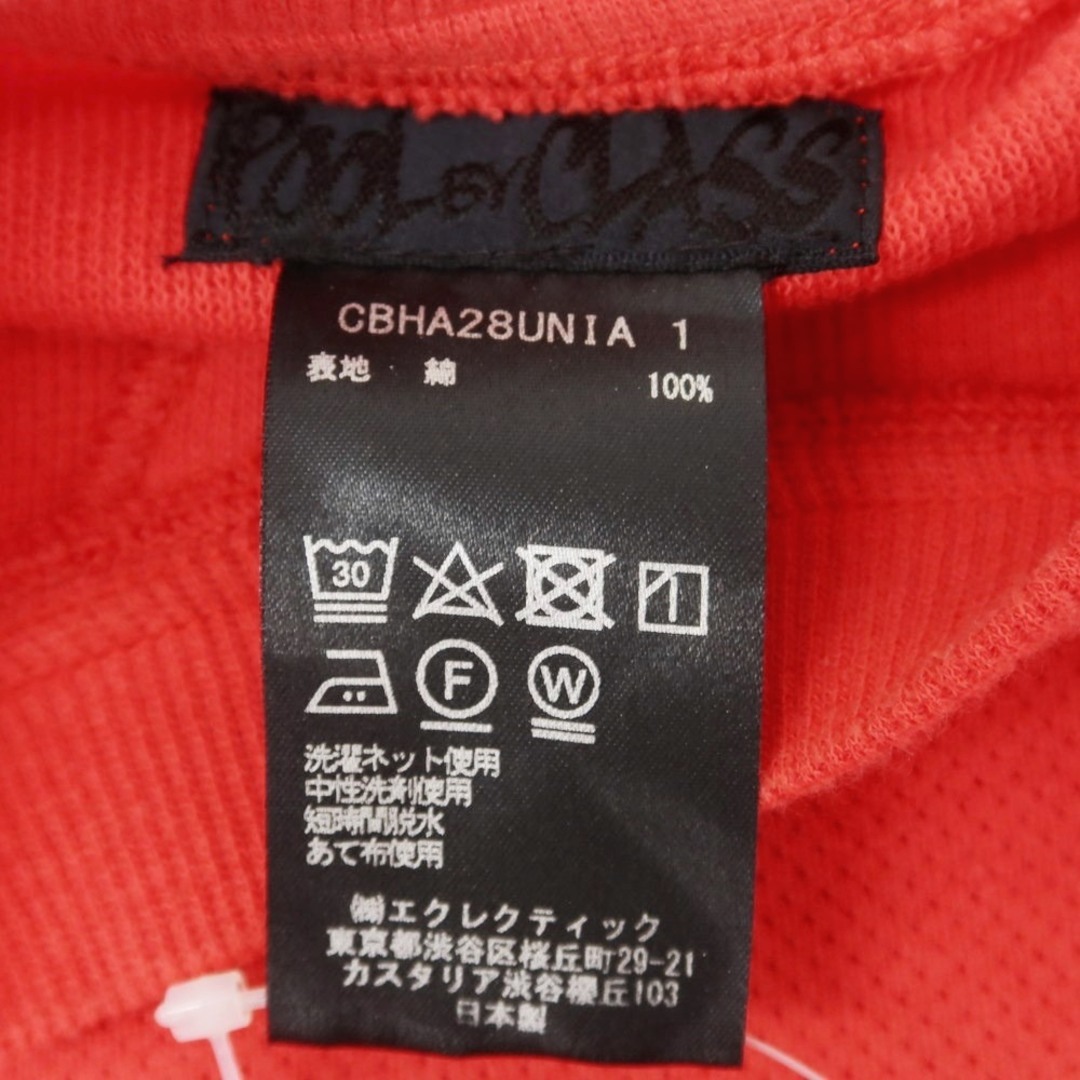 POOL BY CLASS
CBHA28UNIA 1
表地 綿 100%
30
F W
洗濯ネット使用
中性洗剤使用
短時間脱水
あて布使用
㈱エクレクティック
東京都渋谷区桜丘町29-21
カスタリア渋谷櫻丘103
日本製